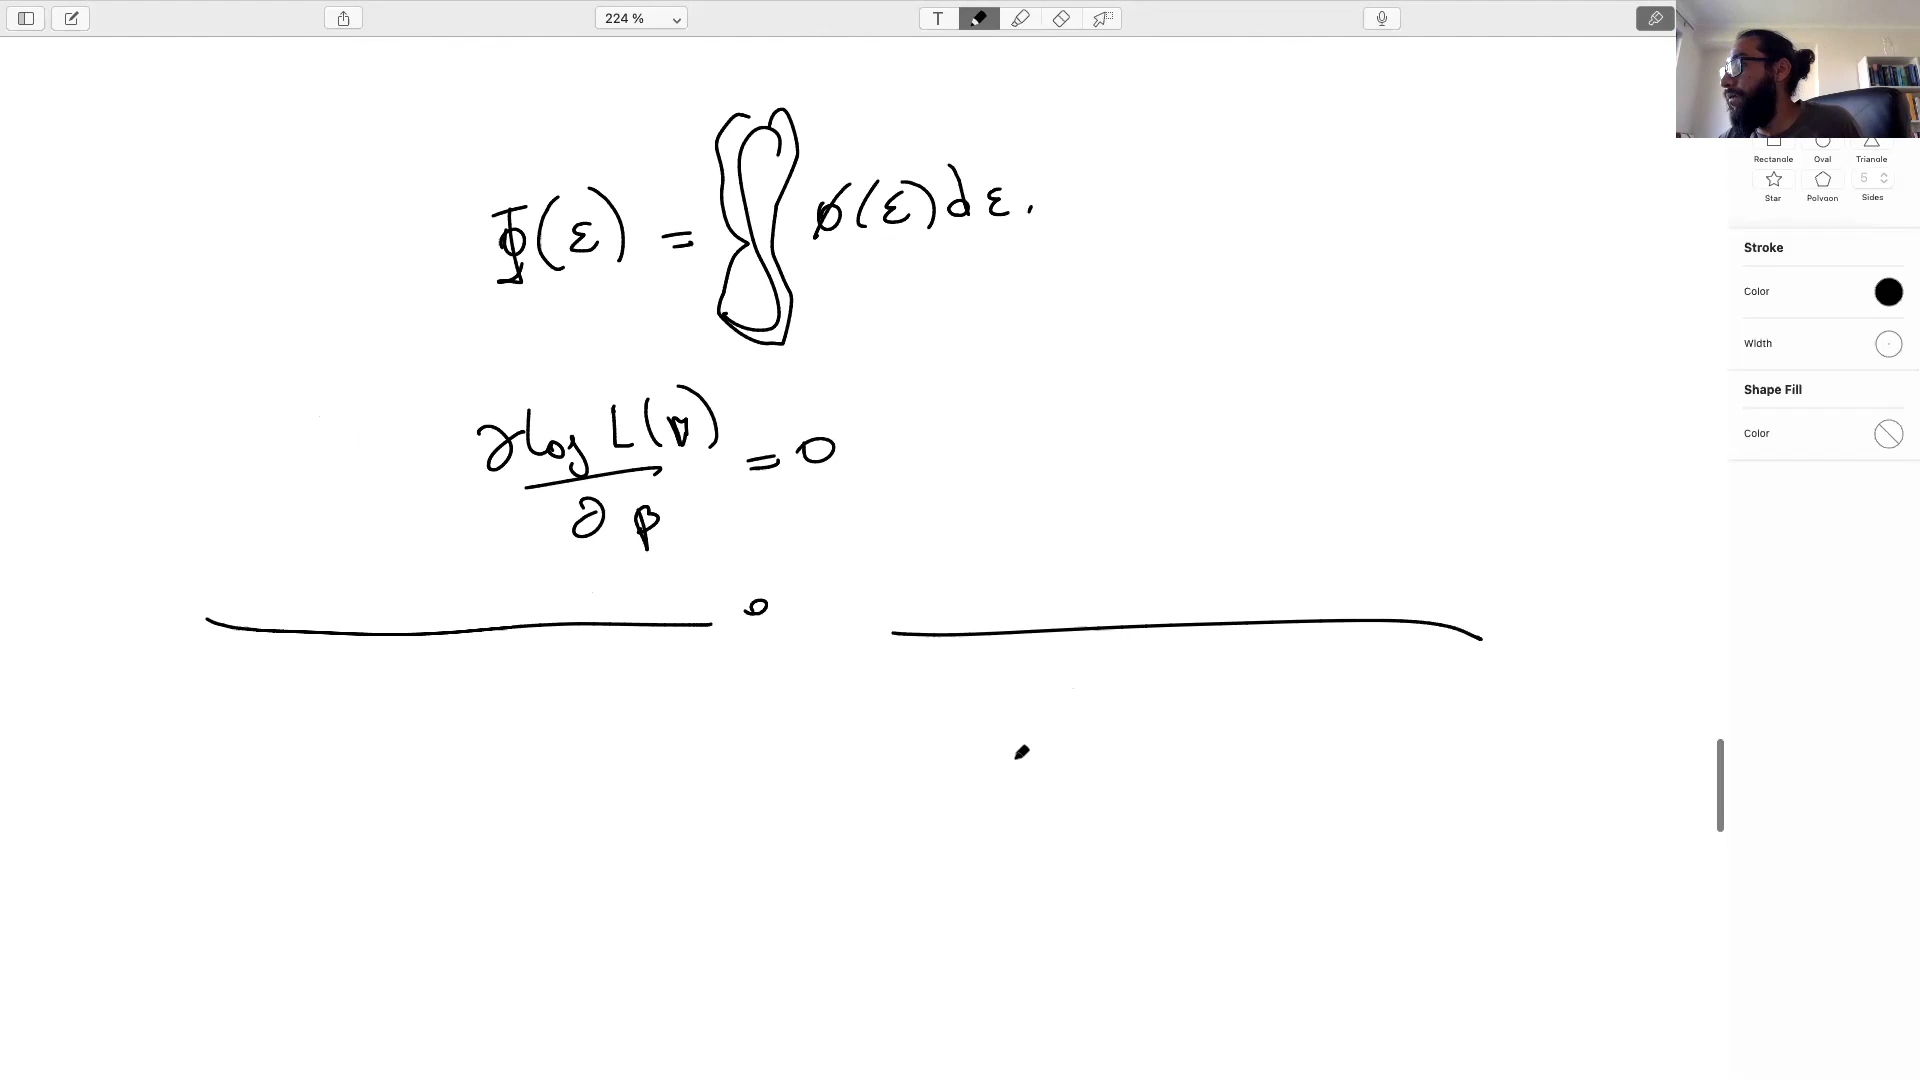 224 %
T
Φ(ε) = ∫ φ(ε) dε.
∂ log L(θ)
= 0
∂ β
Rectangle Oval Triangle
5
Star Polygon Sides
Stroke
Color
Width
Shape Fill
Color